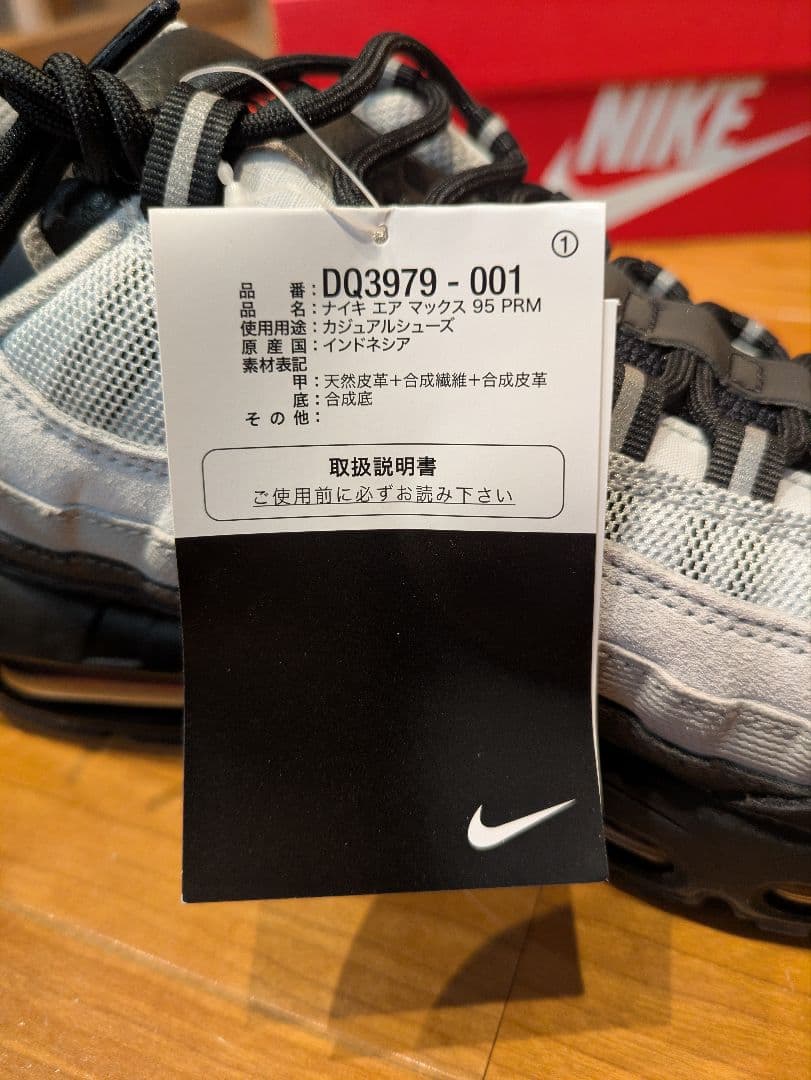 NIKE
①
品番：DQ3979 - 001
品名：ナイキ エア マックス 95 PRM
使用用途：カジュアルシューズ
原産国：インドネシア
素材表記
甲：天然皮革＋合成繊維＋合成皮革
底：合成底
その他：
取扱説明書
ご使用前に必ずお読み下さい